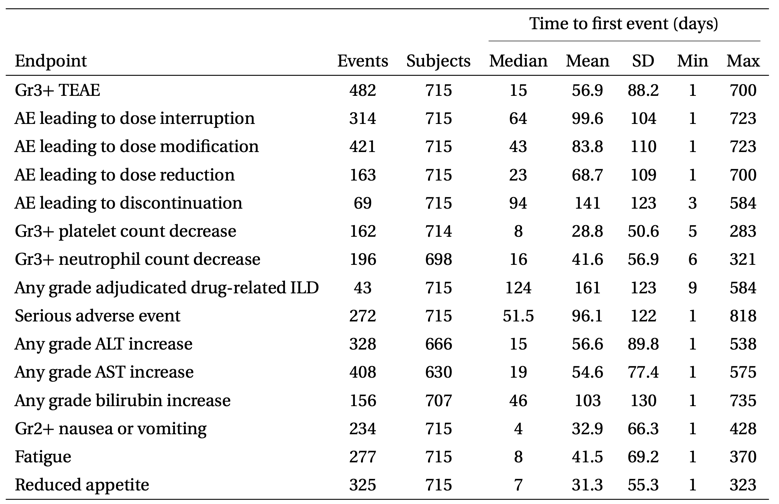 Time to first event (days)
Endpoint Events Subjects Median Mean SD Min Max
Gr3+ TEAE 482 715 15 56.9 88.2 1 700
AE leading to dose interruption 314 715 64 99.6 104 1 723
AE leading to dose modification 421 715 43 83.8 110 1 723
AE leading to dose reduction 163 715 23 68.7 109 1 700
AE leading to discontinuation 69 715 94 141 123 3 584
Gr3+ platelet count decrease 162 714 8 28.8 50.6 5 283
Gr3+ neutrophil count decrease 196 698 16 41.6 56.9 6 321
Any grade adjudicated drug-related ILD 43 715 124 161 123 9 584
Serious adverse event 272 715 51.5 96.1 122 1 818
Any grade ALT increase 328 666 15 56.6 89.8 1 538
Any grade AST increase 408 630 19 54.6 77.4 1 575
Any grade bilirubin increase 156 707 46 103 130 1 735
Gr2+ nausea or vomiting 234 715 4 32.9 66.3 1 428
Fatigue 277 715 8 41.5 69.2 1 370
Reduced appetite 325 715 7 31.3 55.3 1 323